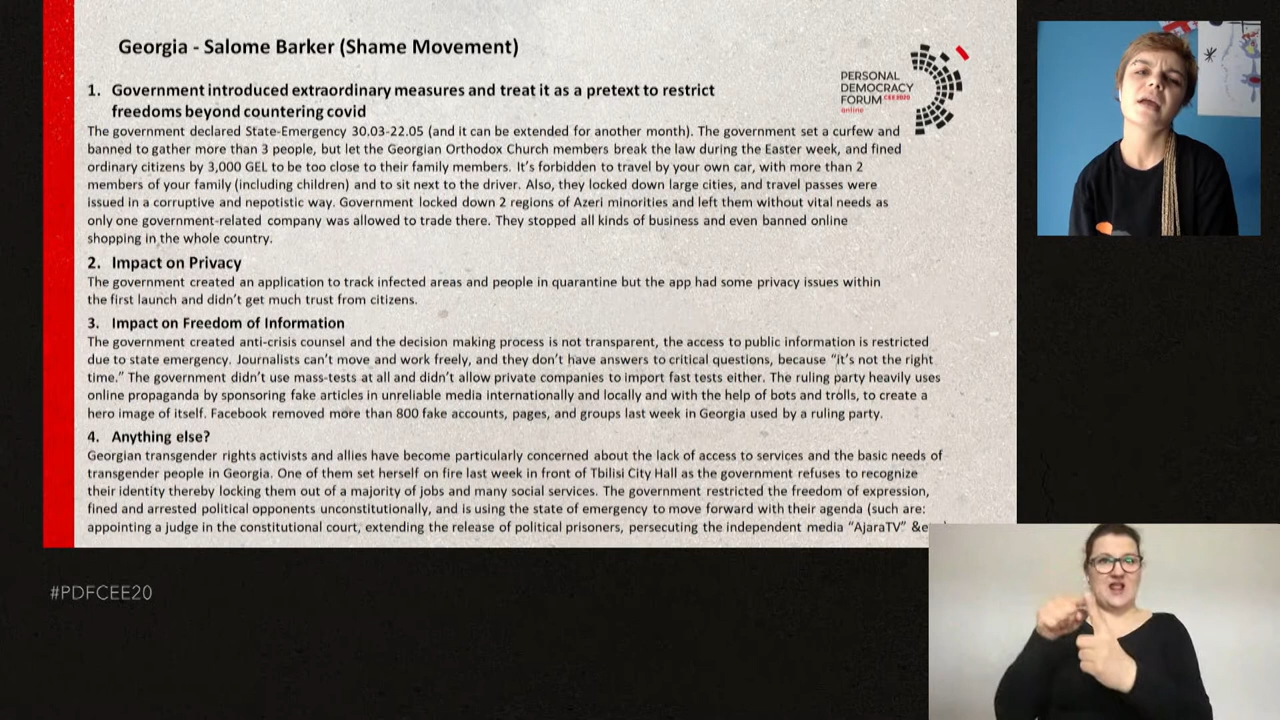 Georgia - Salome Barker (Shame Movement)
PERSONAL
DEMOCRACY
FORUM CEE 2020
online
1. Government introduced extraordinary measures and treat it as a pretext to restrict
freedoms beyond countering covid
The government declared State-Emergency 30.03-22.05 (and it can be extended for another month). The government set a curfew and
banned to gather more than 3 people, but let the Georgian Orthodox Church members break the law during the Easter week, and fined
ordinary citizens by 3,000 GEL to be too close to their family members. It's forbidden to travel by your own car, with more than 2
members of your family (including children) and to sit next to the driver. Also, they locked down large cities, and travel passes were
issued in a corruptive and nepotistic way. Government locked down 2 regions of Azeri minorities and left them without vital needs as
only one government-related company was allowed to trade there. They stopped all kinds of business and even banned online
shopping in the whole country.
2. Impact on Privacy
The government created an application to track infected areas and people in quarantine but the app had some privacy issues within
the first launch and didn't get much trust from citizens.
3. Impact on Freedom of Information
The government created anti-crisis counsel and the decision making process is not transparent, the access to public information is restricted
due to state emergency. Journalists can't move and work freely, and they don't have answers to critical questions, because "it's not the right
time." The government didn't use mass-tests at all and didn't allow private companies to import fast tests either. The ruling party heavily uses
online propaganda by sponsoring fake articles in unreliable media internationally and locally and with the help of bots and trolls, to create a
hero image of itself. Facebook removed more than 800 fake accounts, pages, and groups last week in Georgia used by a ruling party.
4. Anything else?
Georgian transgender rights activists and allies have become particularly concerned about the lack of access to services and the basic needs of
transgender people in Georgia. One of them set herself on fire last week in front of Tbilisi City Hall as the government refuses to recognize
their identity thereby locking them out of a majority of jobs and many social services. The government restricted the freedom of expression,
fined and arrested political opponents unconstitutionally, and is using the state of emergency to move forward with their agenda (such are:
appointing a judge in the constitutional court, extending the release of political prisoners, persecuting the independent media "AjaraTV"
#PDFCEE20